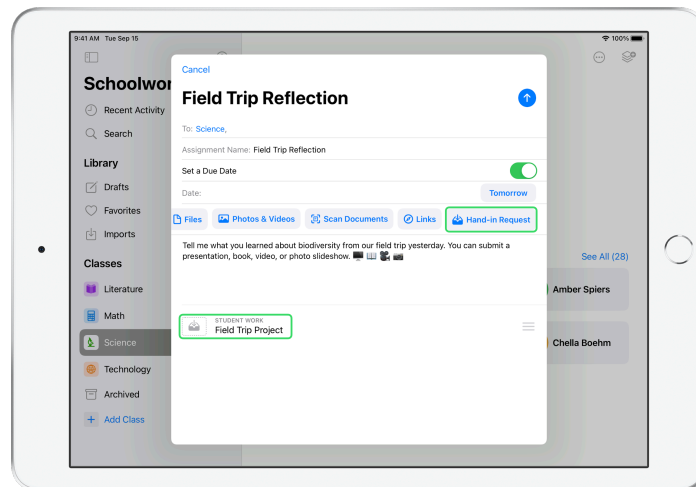 9:41 AM Tue Sep 15
100%
Schoolwor
Recent Activity
Search
Library
Drafts
Favorites
Imports
Classes
Literature
Math
Science
Technology
Archived
Add Class
Cancel
Field Trip Reflection
To: Science,
Assignment Name: Field Trip Reflection
Set a Due Date
Date:
Tomorrow
Files
Photos & Videos
Scan Documents
Links
Hand-in Request
Tell me what you learned about biodiversity from our field trip yesterday. You can submit a
presentation, book, video, or photo slideshow.
STUDENT WORK
Field Trip Project
See All (28)
Amber Spiers
Chella Boehm